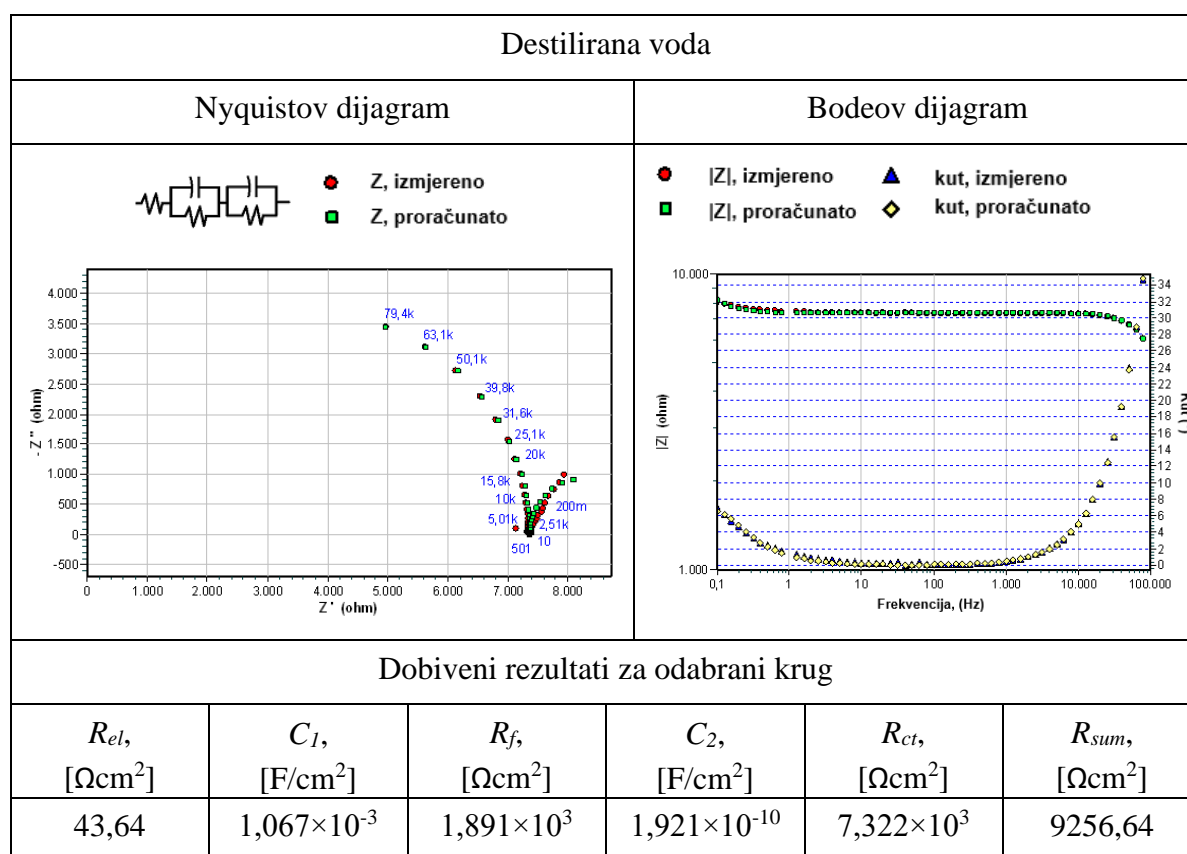 Destilirana voda
Nyquistov dijagram
Bodeov dijagram
Z, izmjereno
Z, proračunato
4.000
3.500
3.000
2.500
2.000
1.500
1.000
500
0
-500
-Z'' (ohm)
79,4k
63,1k
50,1k
39,8k
31,6k
25,1k
20k
15,8k
10k
5,01k
200m
2,51k
501
10
0
1.000
2.000
3.000
4.000
5.000
6.000
7.000
8.000
Z' (ohm)
|Z|, izmjereno
|Z|, proračunato
kut, izmjereno
kut, proračunato
10.000
1.000
|Z| (ohm)
34
32
30
28
26
24
22
20
18
16
14
12
10
8
6
4
2
0
0,1
1
10
100
1.000
10.000
100.000
Frekvencija, (Hz)
Dobiveni rezultati za odabrani krug
Rel, [Ωcm²]
C1, [F/cm²]
Rf, [Ωcm²]
C2, [F/cm²]
Rct, [Ωcm²]
Rsum, [Ωcm²]
43,64
1,067×10⁻³
1,891×10³
1,921×10⁻¹⁰
7,322×10³
9256,64